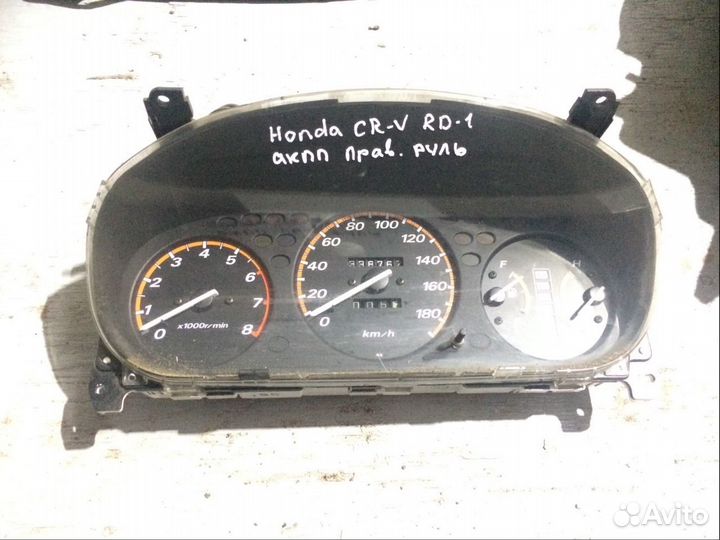 Honda CR-V RD-1
акпп Прав. РУЛЬ
0 1 2 3 4 5 6 7 8
x1000r/min
0 20 40 60 80 100 120 140 180
km/h
F H
Avito